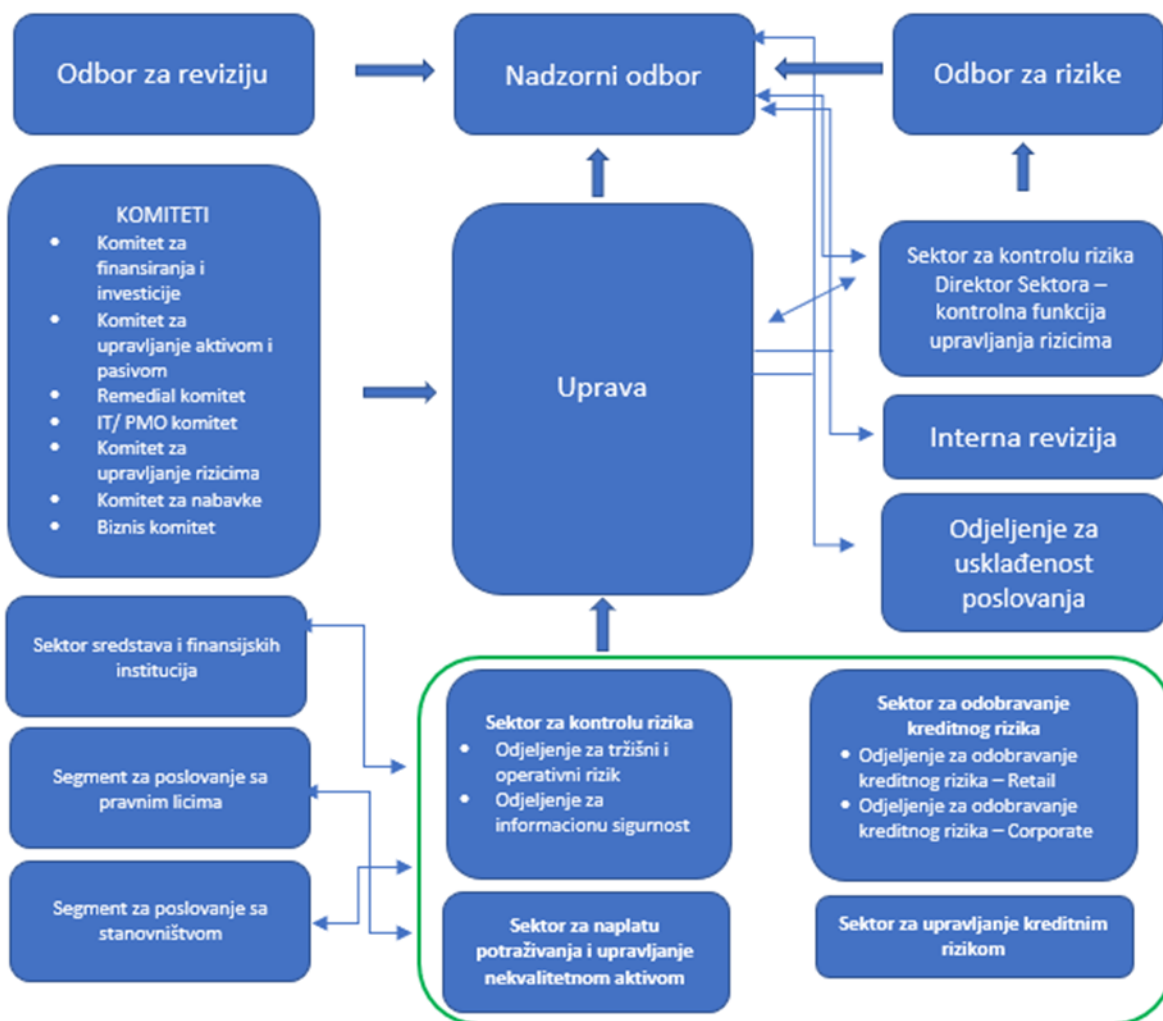 Odbor za reviziju
Nadzorni odbor
Odbor za rizike
KOMITETI
• Komitet za
finansiranja i
investicije
• Komitet za
upravljanje aktivom i
pasivom
• Remedial komitet
• IT/ PMO komitet
• Komitet za
upravljanje rizicima
• Komitet za nabavke
• Biznis komitet
Uprava
Sektor za kontrolu rizika
Direktor Sektora –
kontrolna funkcija
upravljanja rizicima
Interna revizija
Odjeljenje za
usklađenost
poslovanja
Sektor sredstava i finansijskih
institucija
Segment za poslovanje sa
pravnim licima
Segment za poslovanje sa
stanovništvom
Sektor za kontrolu rizika
• Odjeljenje za tržišni i
operativni rizik
• Odjeljenje za
informacionu sigurnost
Sektor za odobravanje
kreditnog rizika
• Odjeljenje za odobravanje
kreditnog rizika – Retail
• Odjeljenje za odobravanje
kreditnog rizika – Corporate
Sektor za naplatu
potraživanja i upravljanje
nekvalitetnom aktivom
Sektor za upravljanje kreditnim
rizikom